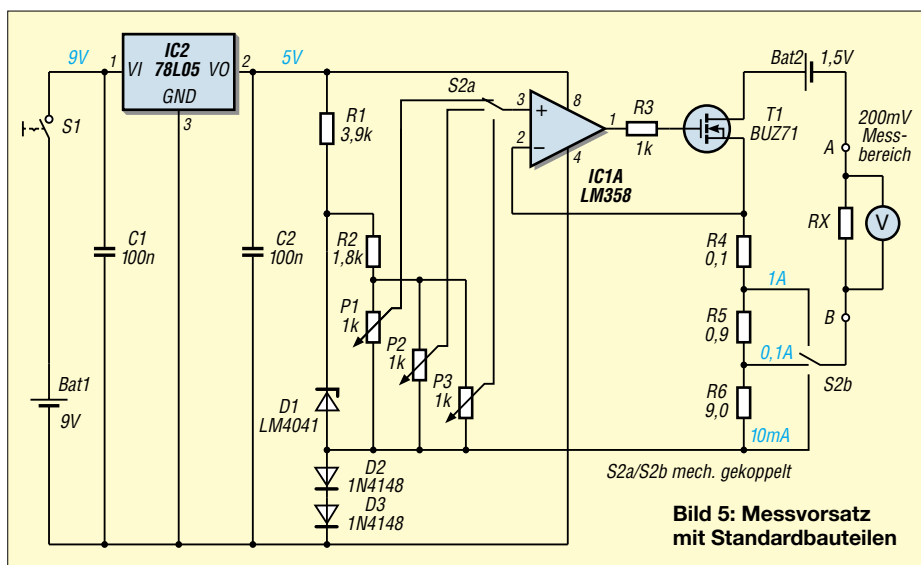 9V
1
VI
IC2
78L05
VO
GND
2
3
5V
S1
C1
100n
C2
100n
Bat1
9V
R1
3,9k
R2
1,8k
P1
1k
P2
1k
P3
1k
D1
LM4041
D2
1N4148
D3
1N4148
S2a
3
+
2
–
8
4
1
IC1A
LM358
R3
1k
T1
BUZ71
Bat2
1,5V
200mV
Mess-
bereich
A
RX
V
B
R4
0,1
1A
R5
0,9
0,1A
S2b
R6
9,0
10mA
S2a/S2b mech. gekoppelt
Bild 5: Messvorsatz
mit Standardbauteilen